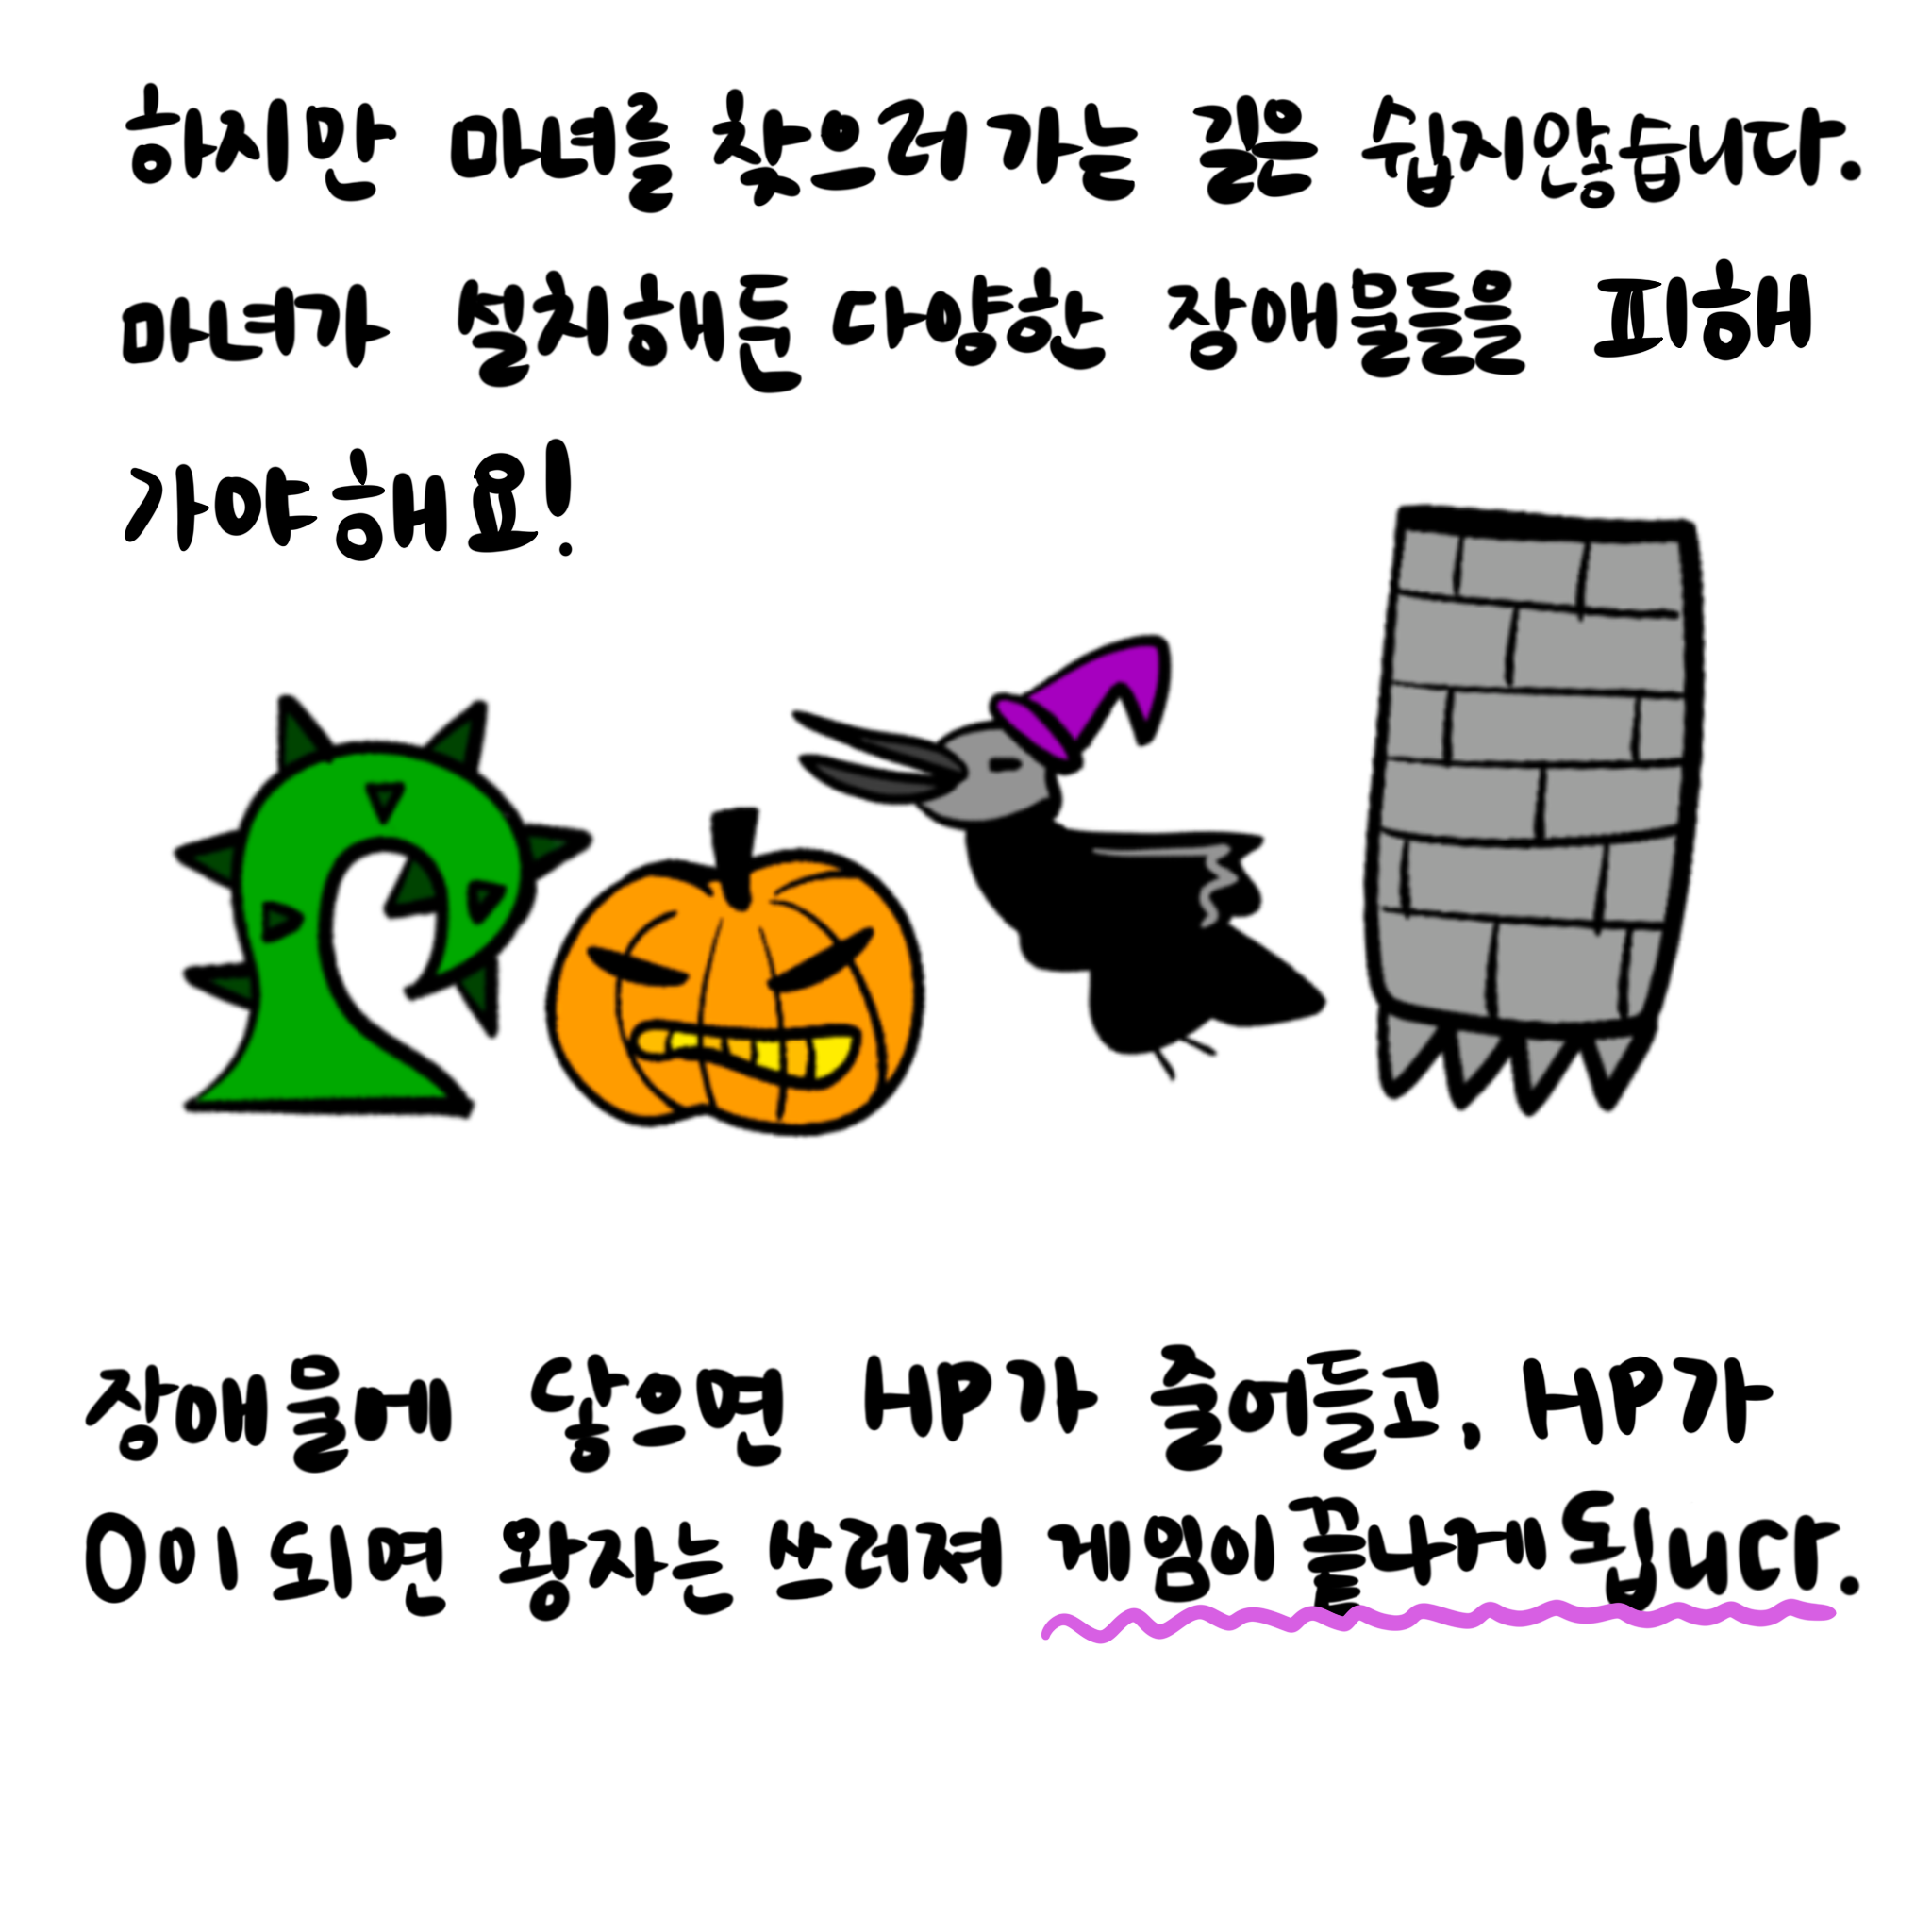 하지만 마녀를 찾으러 가는 길은 쉽지않습니다.
마녀가 설치해둔 다양한 장애물들을 피해
가야해요!
장애물에 닿으면 HP가 줄어들고, HP가
0이 되면 왕자는 쓰러져 게임이 끝나게 됩니다.